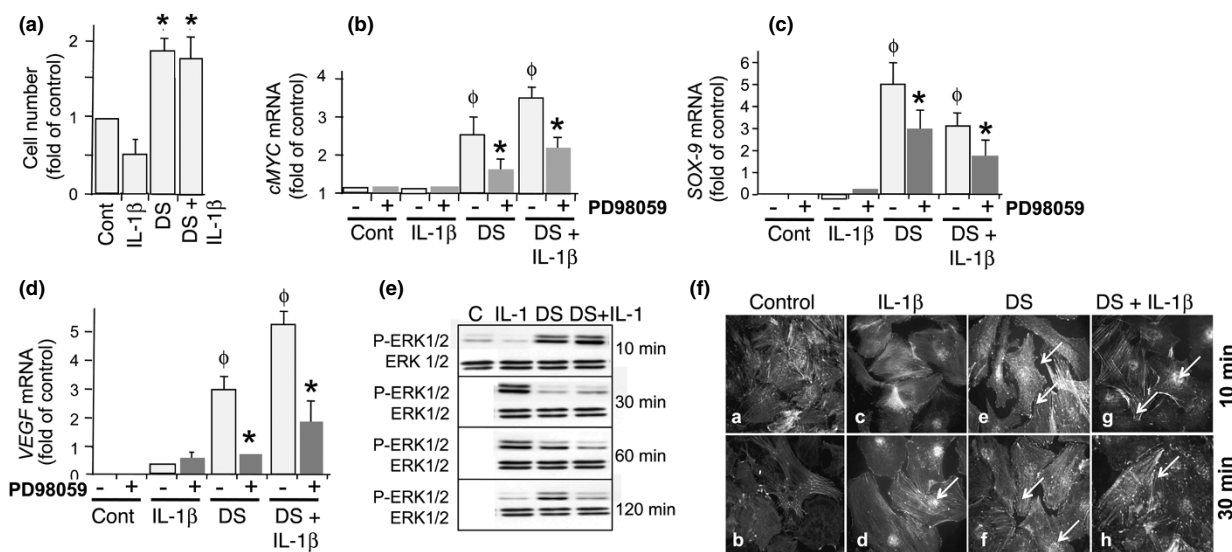 (a)
Cell number
(fold of control)
2
1
0
* * 
Cont
IL-1β
DS
DS +
IL-1β
(b)
cMYC mRNA
(fold of control)
4
3
2
1
ϕ * ϕ *
- + - + - + - + PD98059
Cont IL-1β DS DS +
IL-1β
(c)
SOX-9 mRNA
(fold of control)
6
5
4
3
2
1
0
ϕ * ϕ *
- + - + - + - +
PD98059
Cont IL-1β DS DS +
IL-1β
(d)
VEGF mRNA
(fold of control)
5
4
3
2
1
0
ϕ * ϕ *
PD98059 - + - + - + - +
Cont IL-1β DS DS +
IL-1β
(e)
C IL-1 DS DS+IL-1
P-ERK1/2
ERK 1/2
10 min
P-ERK1/2
ERK1/2
30 min
P-ERK1/2
ERK1/2
60 min
P-ERK1/2
ERK1/2
120 min
(f)
Control IL-1β DS DS + IL-1β
a c e g
10 min
b d f h
30 min